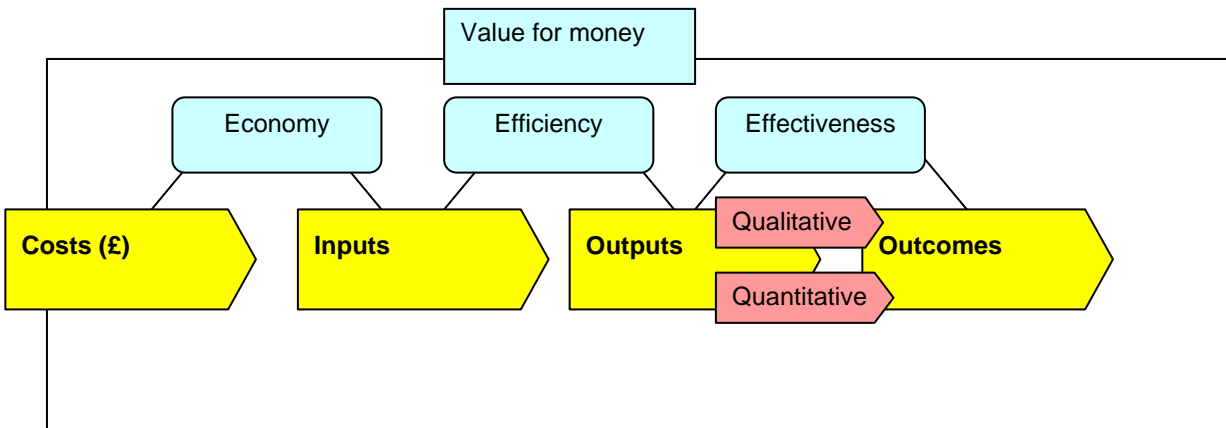 Value for money
Economy
Efficiency
Effectiveness
Costs (£)
Inputs
Outputs
Qualitative
Quantitative
Outcomes